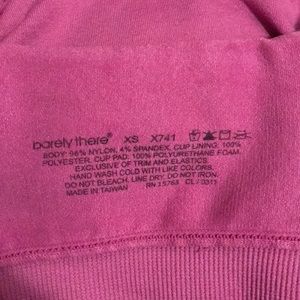 barely there® XS X741
BODY: 96% NYLON, 4% SPANDEX, CUP LINING: 100%
POLYESTER, CUP PAD: 100% POLYURETHANE FOAM,
EXCLUSIVE OF TRIM AND ELASTICS.
HAND WASH COLD WITH LIKE COLORS.
DO NOT BLEACH. LINE DRY. DO NOT IRON.
MADE IN TAIWAN RN 15763 CL / 0311